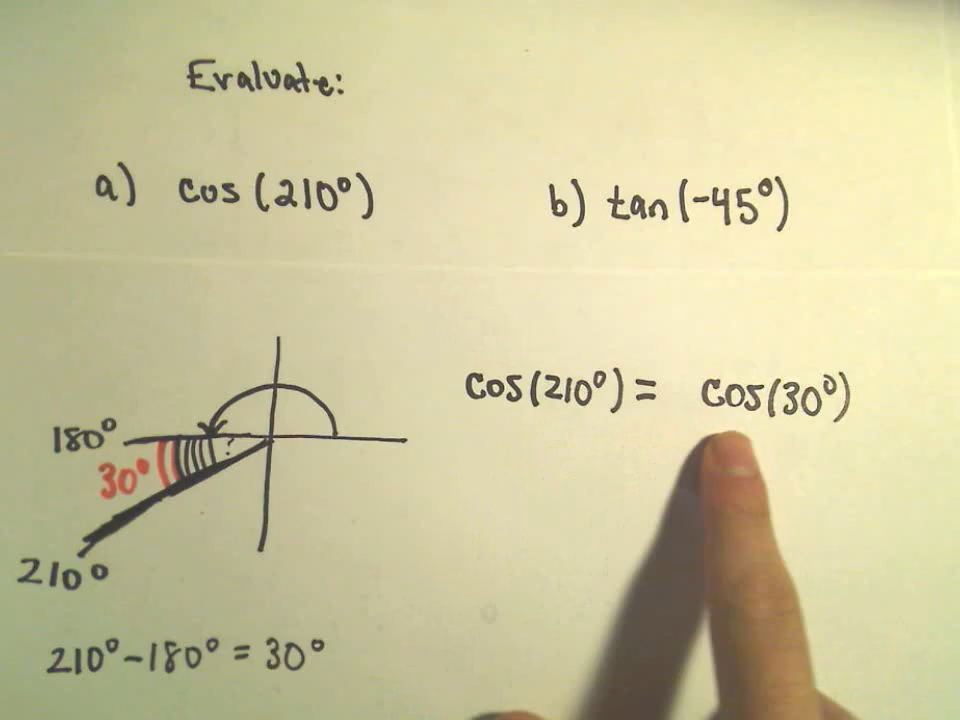 Evaluate:
a) cos(210°)
b) tan(-45°)
cos(210°) = cos(30°)
180°
?
30°
210°
210°-180° = 30°